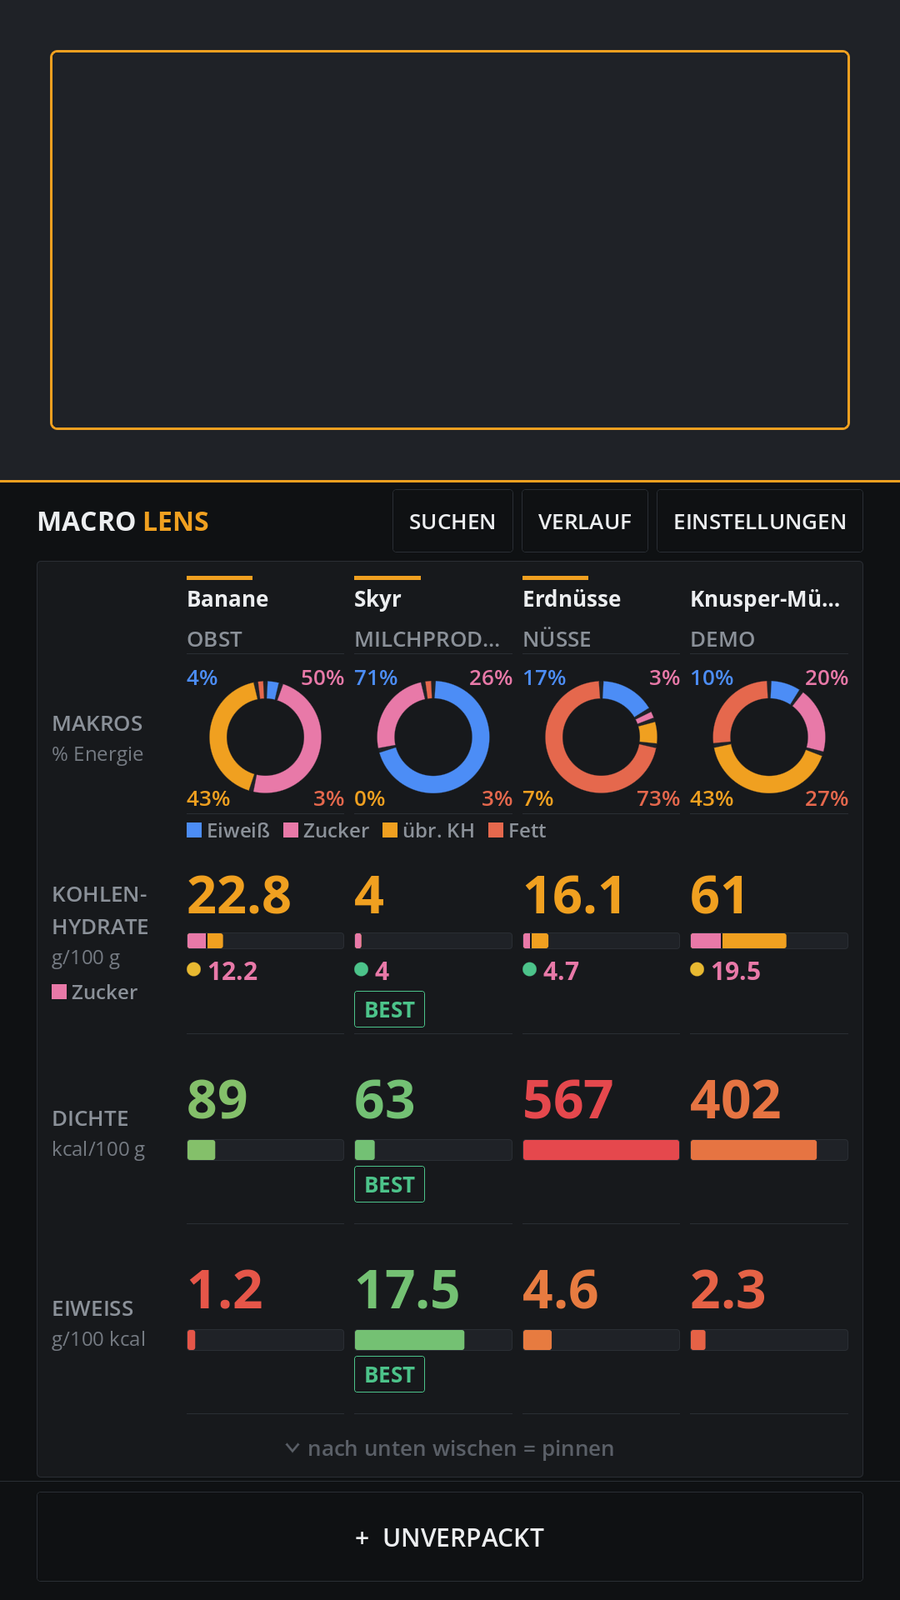 MACRO LENS
SUCHEN
VERLAUF
EINSTELLUNGEN
Banane
Skyr
Erdnüsse
Knusper-Mü...
OBST
MILCHPROD...
NÜSSE
DEMO
MAKROS
% Energie
4% 50% 71% 26% 17% 3% 10% 20%
43% 3% 0% 3% 7% 73% 43% 27%
Eiweiß Zucker übr. KH Fett
KOHLEN-
HYDRATE
g/100 g
Zucker
22.8 4 16.1 61
12.2 4 4.7 19.5
BEST
DICHTE
kcal/100 g
89 63 567 402
BEST
EIWEISS
g/100 kcal
1.2 17.5 4.6 2.3
BEST
nach unten wischen = pinnen
+ UNVERPACKT